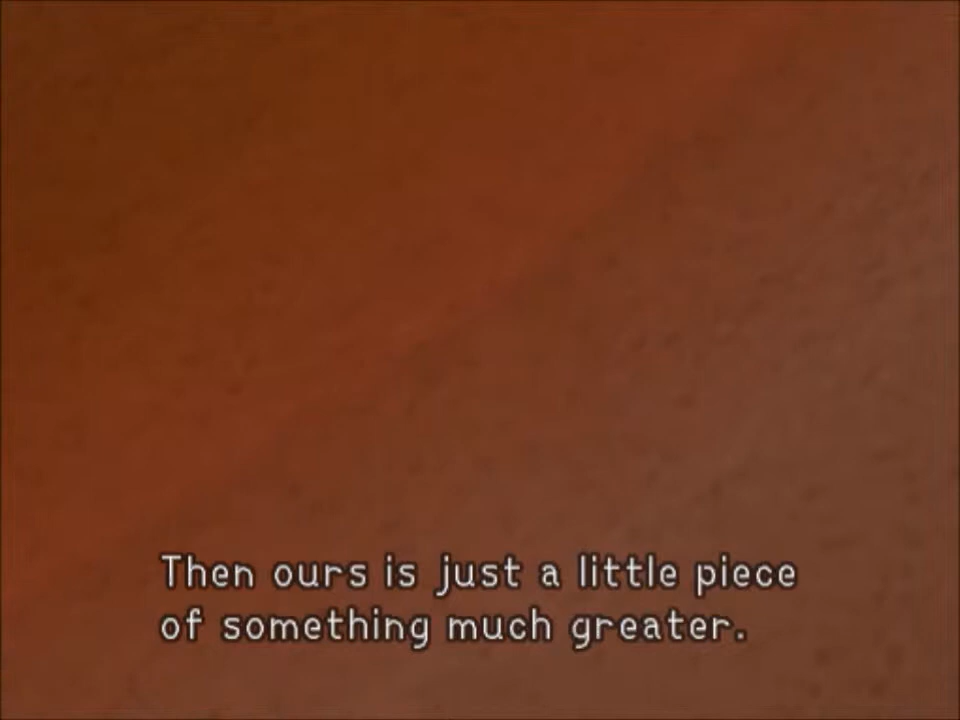 Then ours is just a little piece
of something much greater.